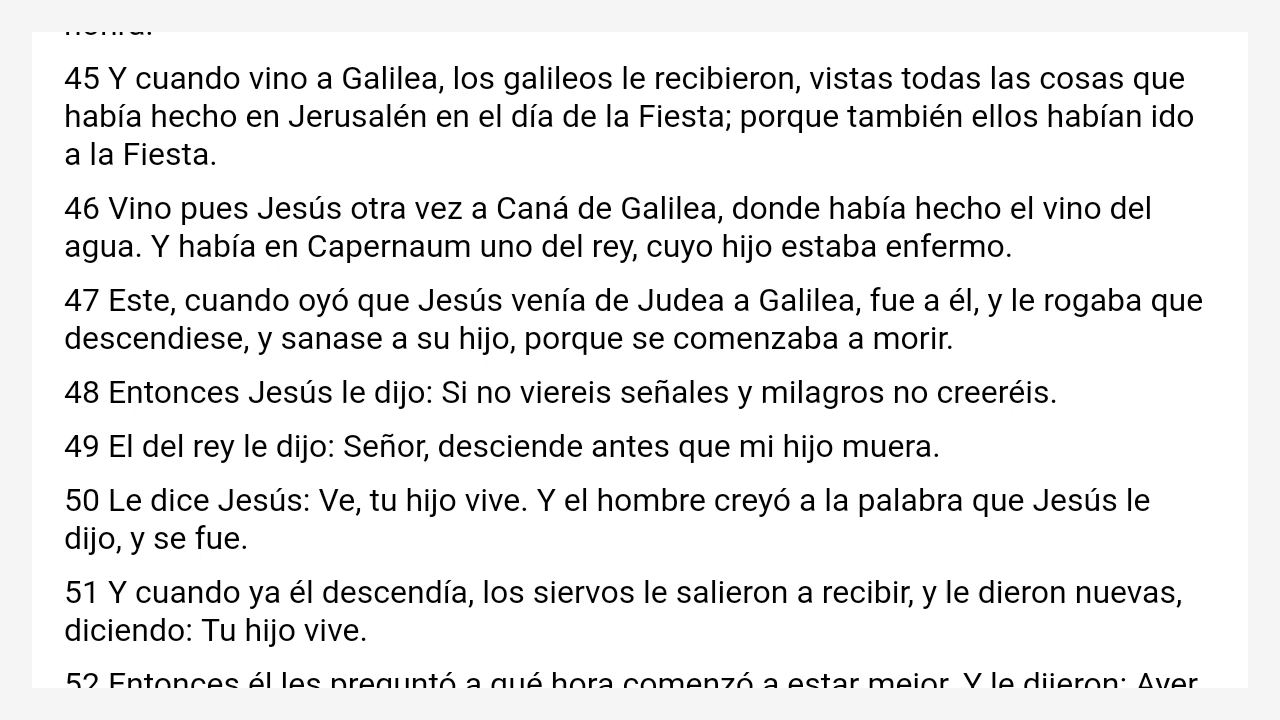 honra.
45 Y cuando vino a Galilea, los galileos le recibieron, vistas todas las cosas que
había hecho en Jerusalén en el día de la Fiesta; porque también ellos habían ido
a la Fiesta.
46 Vino pues Jesús otra vez a Caná de Galilea, donde había hecho el vino del
agua. Y había en Capernaum uno del rey, cuyo hijo estaba enfermo.
47 Este, cuando oyó que Jesús venía de Judea a Galilea, fue a él, y le rogaba que
descendiese, y sanase a su hijo, porque se comenzaba a morir.
48 Entonces Jesús le dijo: Si no viereis señales y milagros no creeréis.
49 El del rey le dijo: Señor, desciende antes que mi hijo muera.
50 Le dice Jesús: Ve, tu hijo vive. Y el hombre creyó a la palabra que Jesús le
dijo, y se fue.
51 Y cuando ya él descendía, los siervos le salieron a recibir, y le dieron nuevas,
diciendo: Tu hijo vive.
52 Entonces él les preguntó a qué hora comenzó a estar mejor. Y le dijeron: Ayer